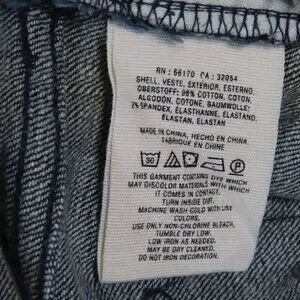 RN : 66170 CA : 32054
SHELL, VESTE, EXTERIOR, ESTERNO,
OBERSTOFF: 98% COTTON, COTON,
ALGODON, COTONE, BAUMWOLLE:
2% SPANDEX, ELASTHANNE, ELASTANO,
ELASTAN, ELASTAN
MADE IN CHINA, HECHO EN CHINA,
FABRIQUE EN CHINE
30 P
THIS GARMENT CONTAINS DYE WHICH
MAY DISCOLOR MATERIALS WITH WHICH
IT COMES IN CONTACT.
TURN INSIDE OUT.
MACHINE WASH COLD WITH LIKE
COLORS.
USE ONLY NON-CHLORINE BLEACH.
TUMBLE DRY LOW.
LOW IRON AS NEEDED.
MAY BE DRY CLEANED.
DO NOT IRON DECORATION.